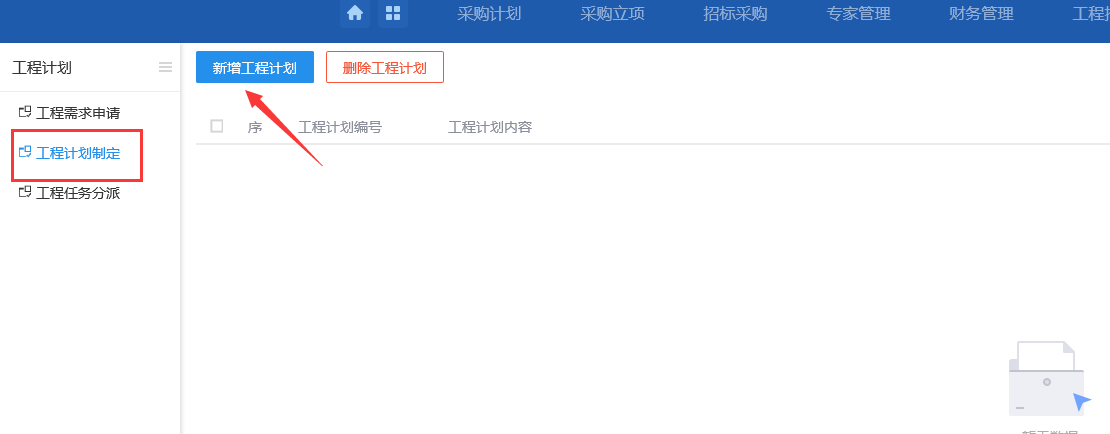 采购计划 采购立项 招标采购 专家管理 财务管理 工程
工程计划
新增工程计划 删除工程计划
工程需求申请
序 工程计划编号 工程计划内容
工程计划制定
工程任务分派